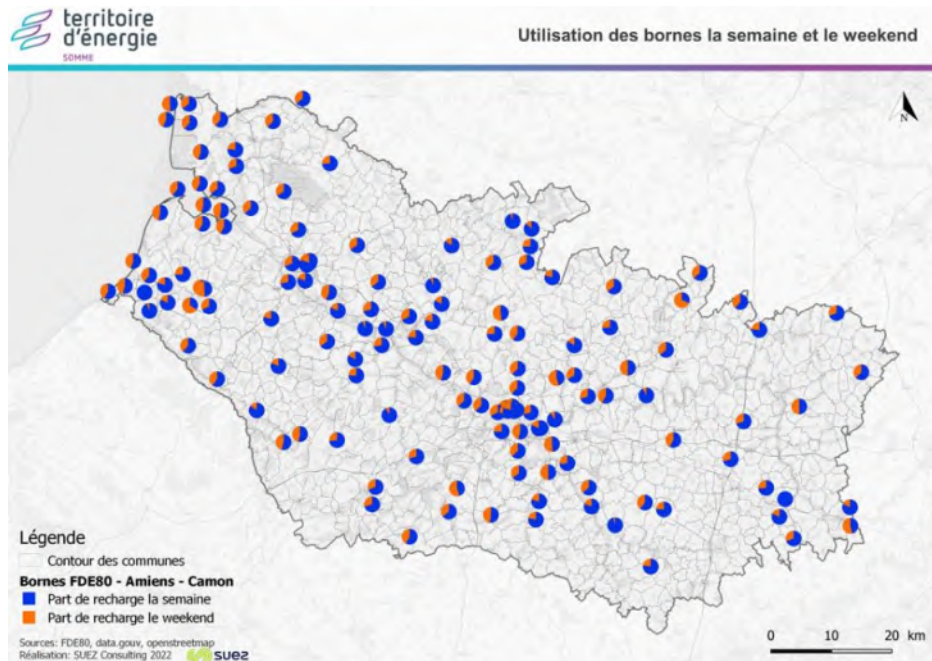 territoire
d'énergie
SOMME
Utilisation des bornes la semaine et le weekend
N
Légende
Contour des communes
Bornes FDE80 - Amiens - Camon
Part de recharge la semaine
Part de recharge le weekend
Sources: FDE80, data.gouv, openstreetmap
Réalisation: SUEZ Consulting 2022
suez
0 10 20 km